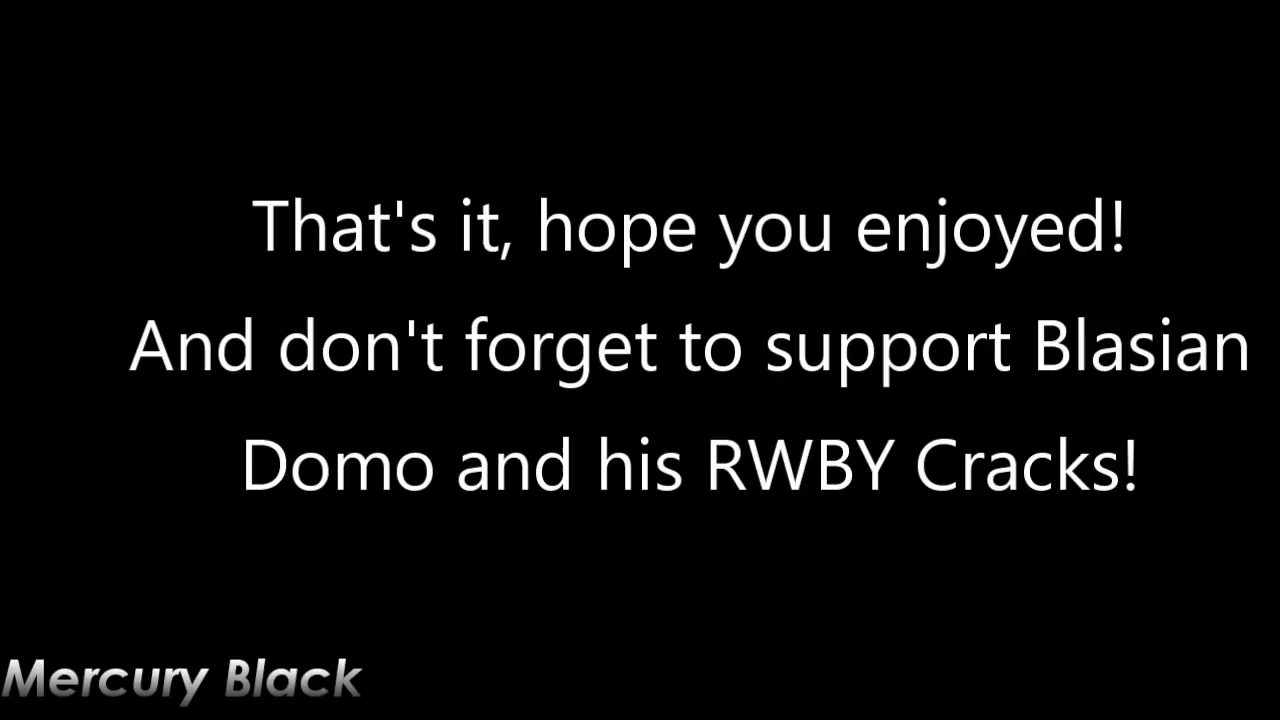 That's it, hope you enjoyed!
And don't forget to support Blasian
Domo and his RWBY Cracks!
Mercury Black